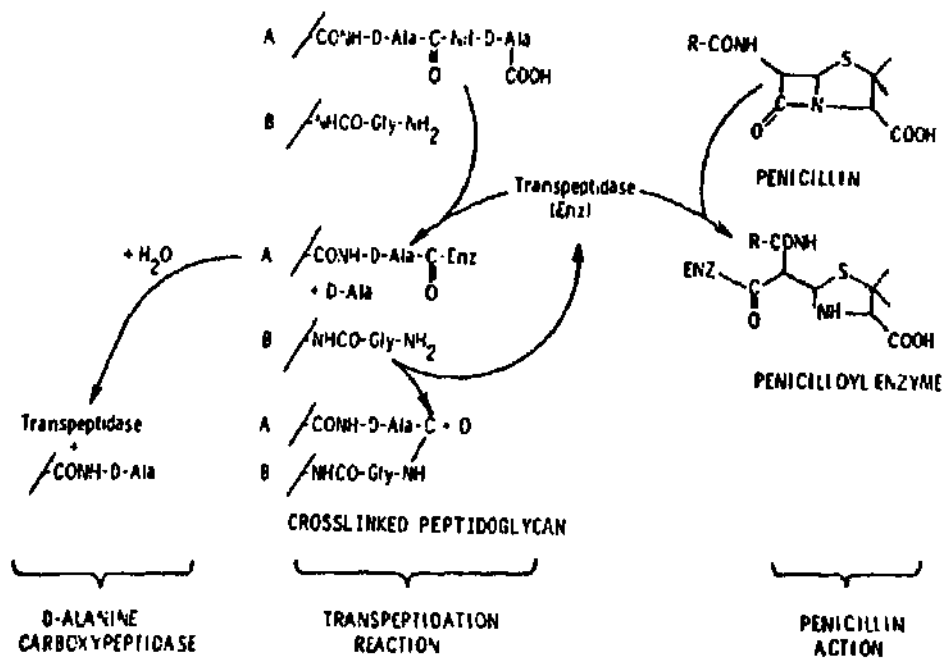 A
CONH-D-Ala-C-NH-D-Ala
O
COOH
B
NHCO-Gly-NH2
Transpeptidase
(Enz)
R-CONH
S
N
O
COOH
PENICILLIN
+ H2O
A
CONH-D-Ala-C-Enz
+ D-Ala
O
B
NHCO-Gly-NH2
R-CONH
ENZ
C
S
O
NH
COOH
PENICILLOYL ENZYME
Transpeptidase
+
CONH-D-Ala
A
CONH-D-Ala-C = O
B
NHCO-Gly-NH
CROSSLINKED PEPTIDOGLYCAN
D-ALANINE
CARBOXYPEPTIDASE
TRANSPEPTIDATION
REACTION
PENICILLIN
ACTION